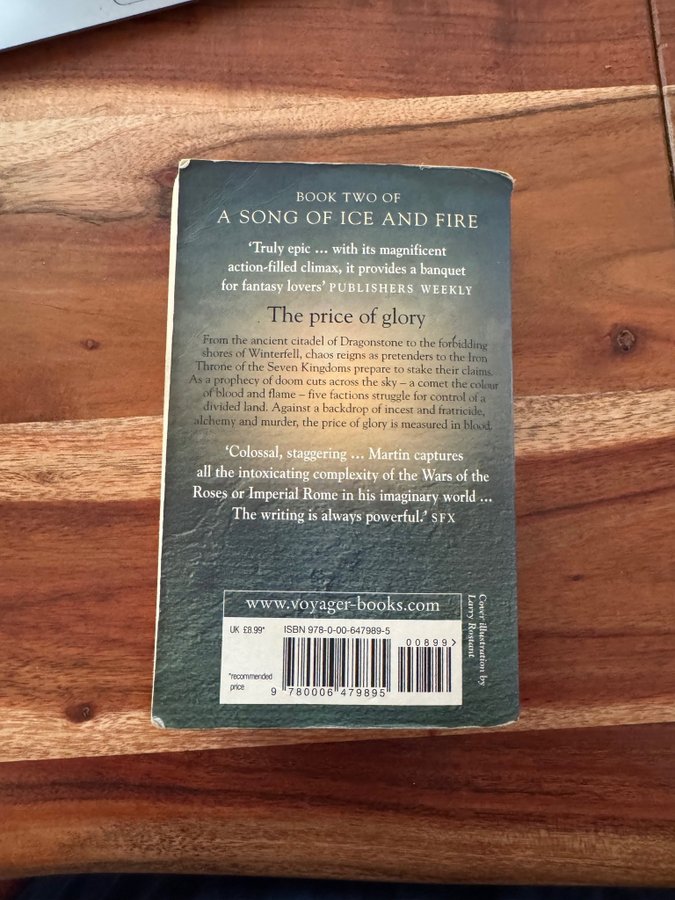 BOOK TWO OF
A SONG OF ICE AND FIRE
‘Truly epic ... with its magnificent
action-filled climax, it provides a banquet
for fantasy lovers’ PUBLISHERS WEEKLY
The price of glory
From the ancient citadel of Dragonstone to the forbidding
shores of Winterfell, chaos reigns as pretenders to the Iron
Throne of the Seven Kingdoms prepare to stake their claims.
As a prophecy of doom cuts across the sky – a comet the colour
of blood and flame – five factions struggle for control of a
divided land. Against a backdrop of incest and fratricide,
alchemy and murder, the price of glory is measured in blood.
‘Colossal, staggering ... Martin captures
all the intoxicating complexity of the Wars of the
Roses or Imperial Rome in his imaginary world ...
The writing is always powerful.’ SFX
www.voyager-books.com
UK £8.99*
ISBN 978-0-00-647989-5
00899>
*recommended
price
9 780006 479895
Cover illustration by
Larry Rostant